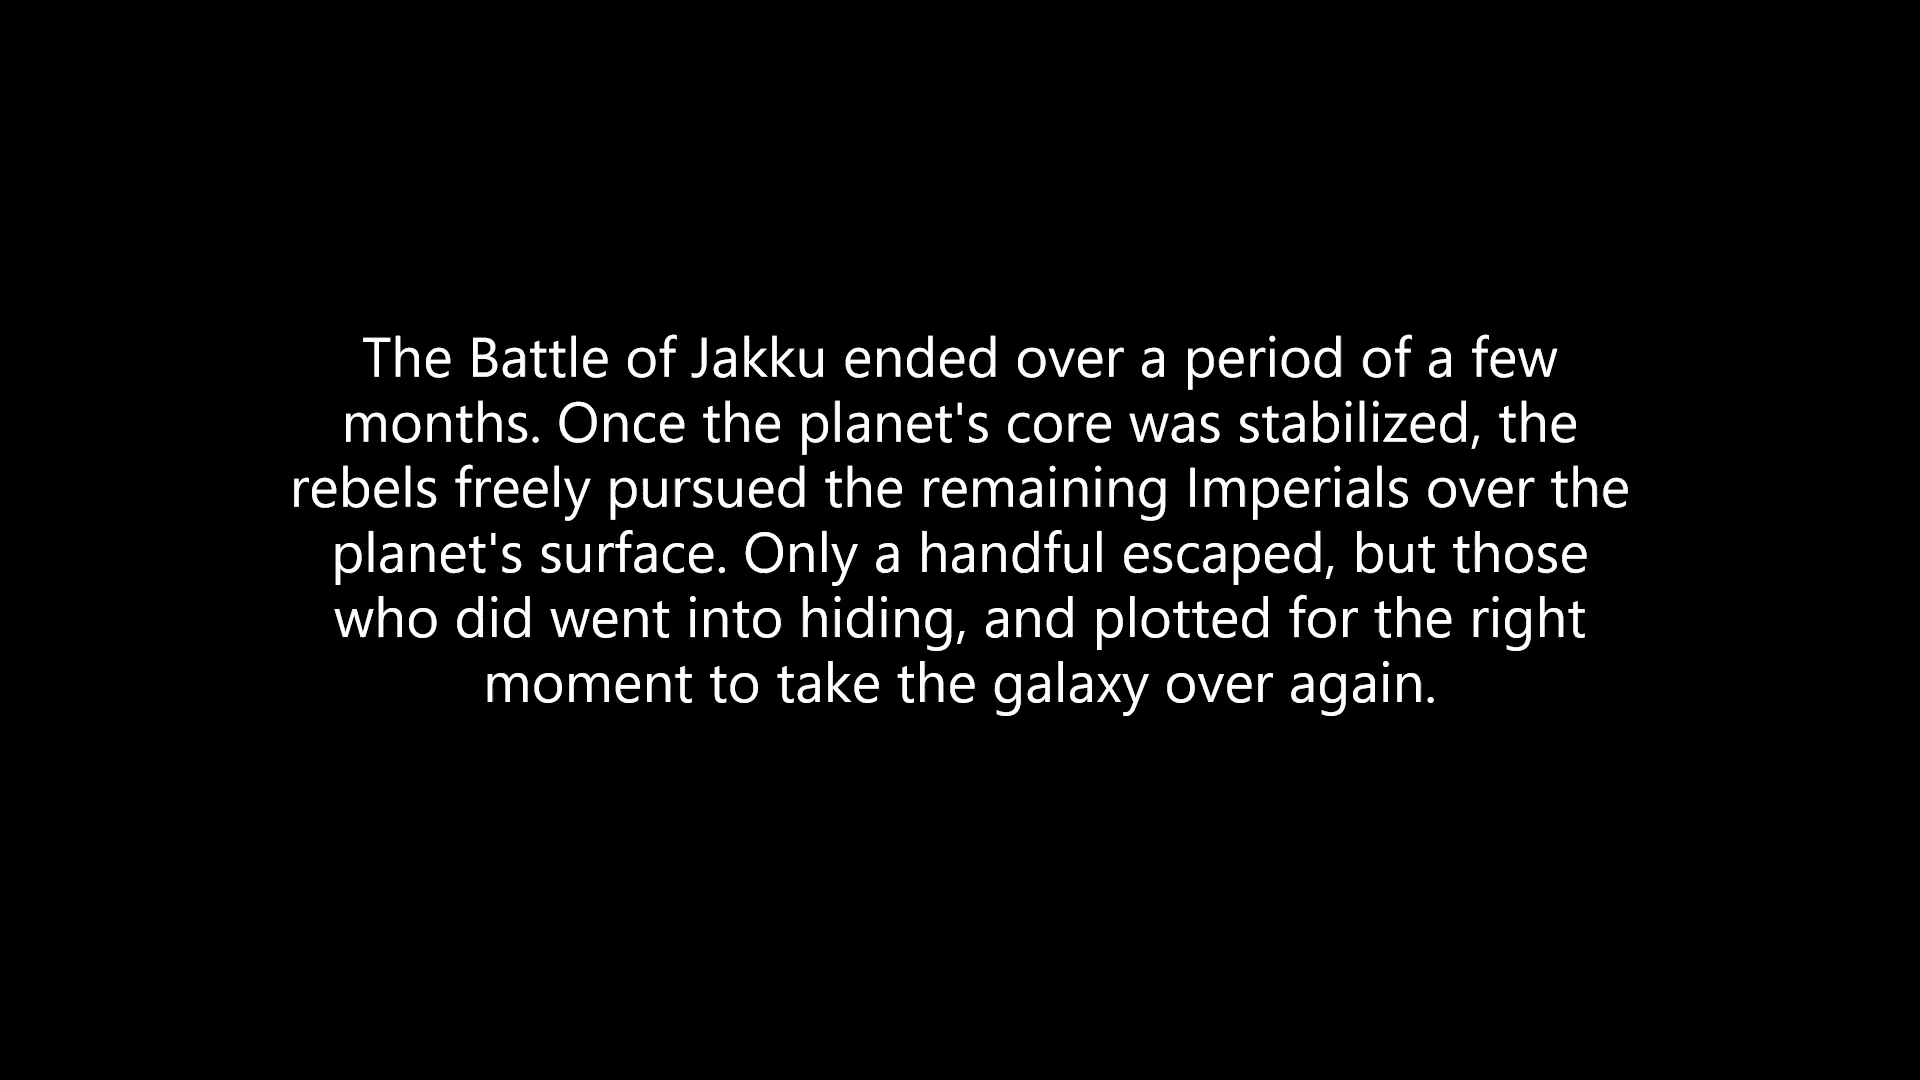 The Battle of Jakku ended over a period of a few
months. Once the planet's core was stabilized, the
rebels freely pursued the remaining Imperials over the
planet's surface. Only a handful escaped, but those
who did went into hiding, and plotted for the right
moment to take the galaxy over again.